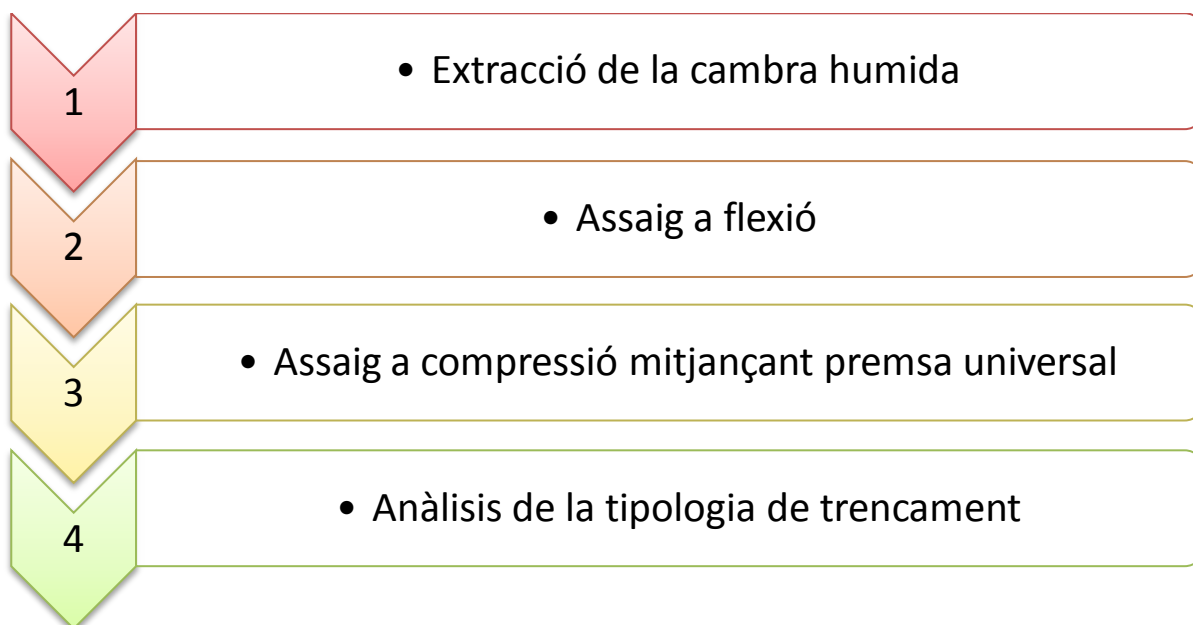 1
• Extracció de la cambra humida
2
• Assaig a flexió
3
• Assaig a compressió mitjançant premsa universal
4
• Anàlisis de la tipologia de trencament